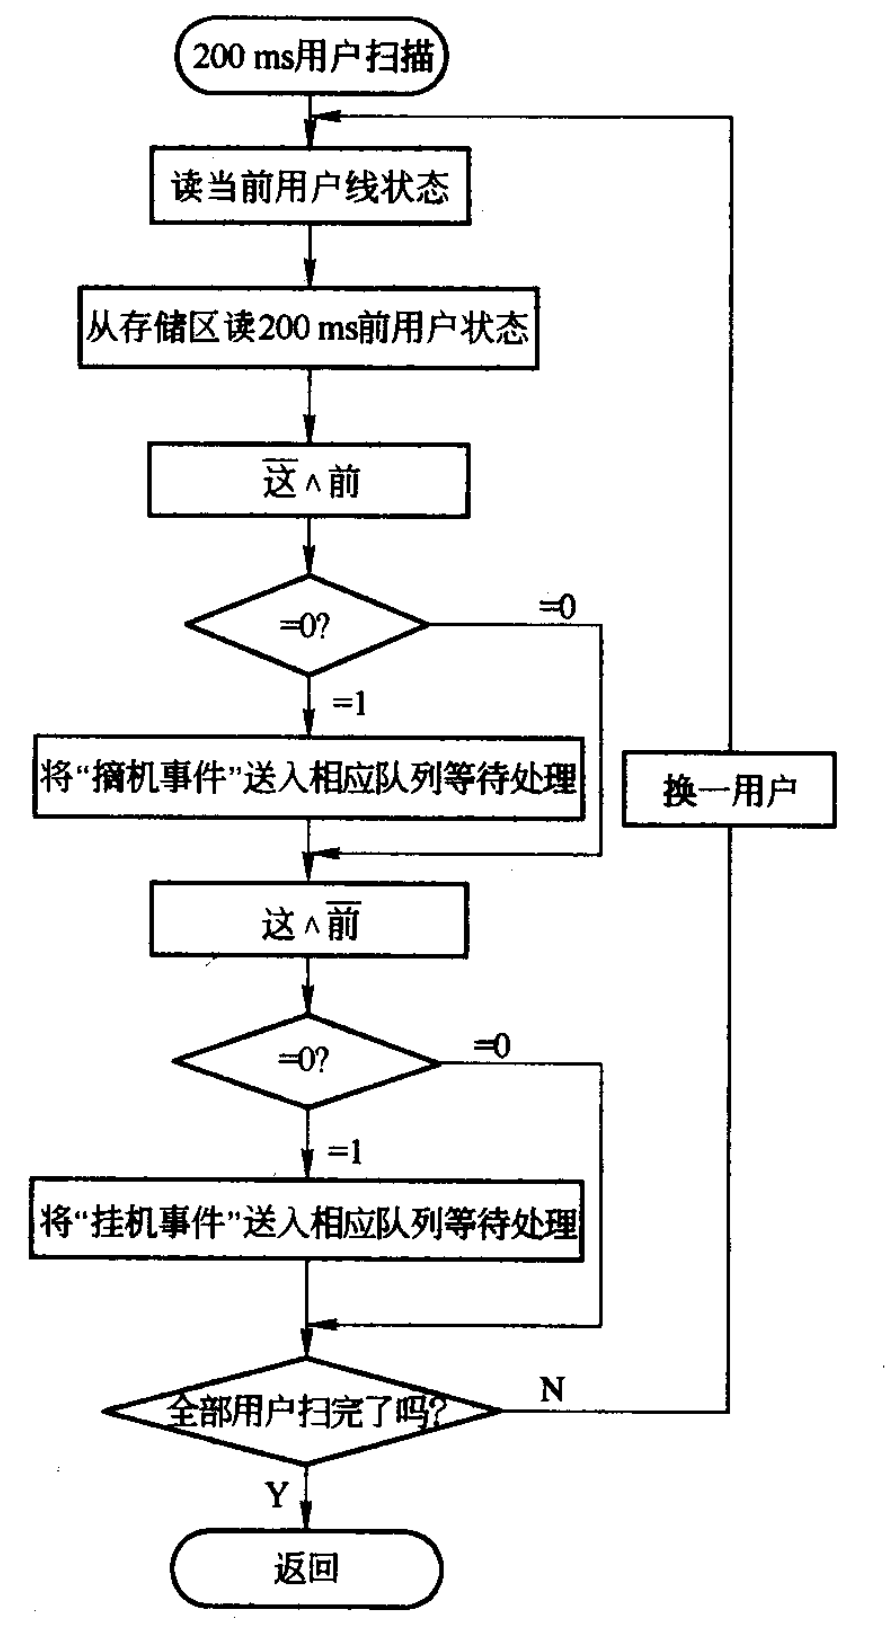 200 ms用户扫描
读当前用户线状态
从存储区读200 ms前用户状态
这̅∧前
=0?
=0
=1
将“摘机事件”送入相应队列等待处理
换一用户
这∧前̅
=0?
=0
=1
将“挂机事件”送入相应队列等待处理
全部用户扫完了吗?
N
Y
返回